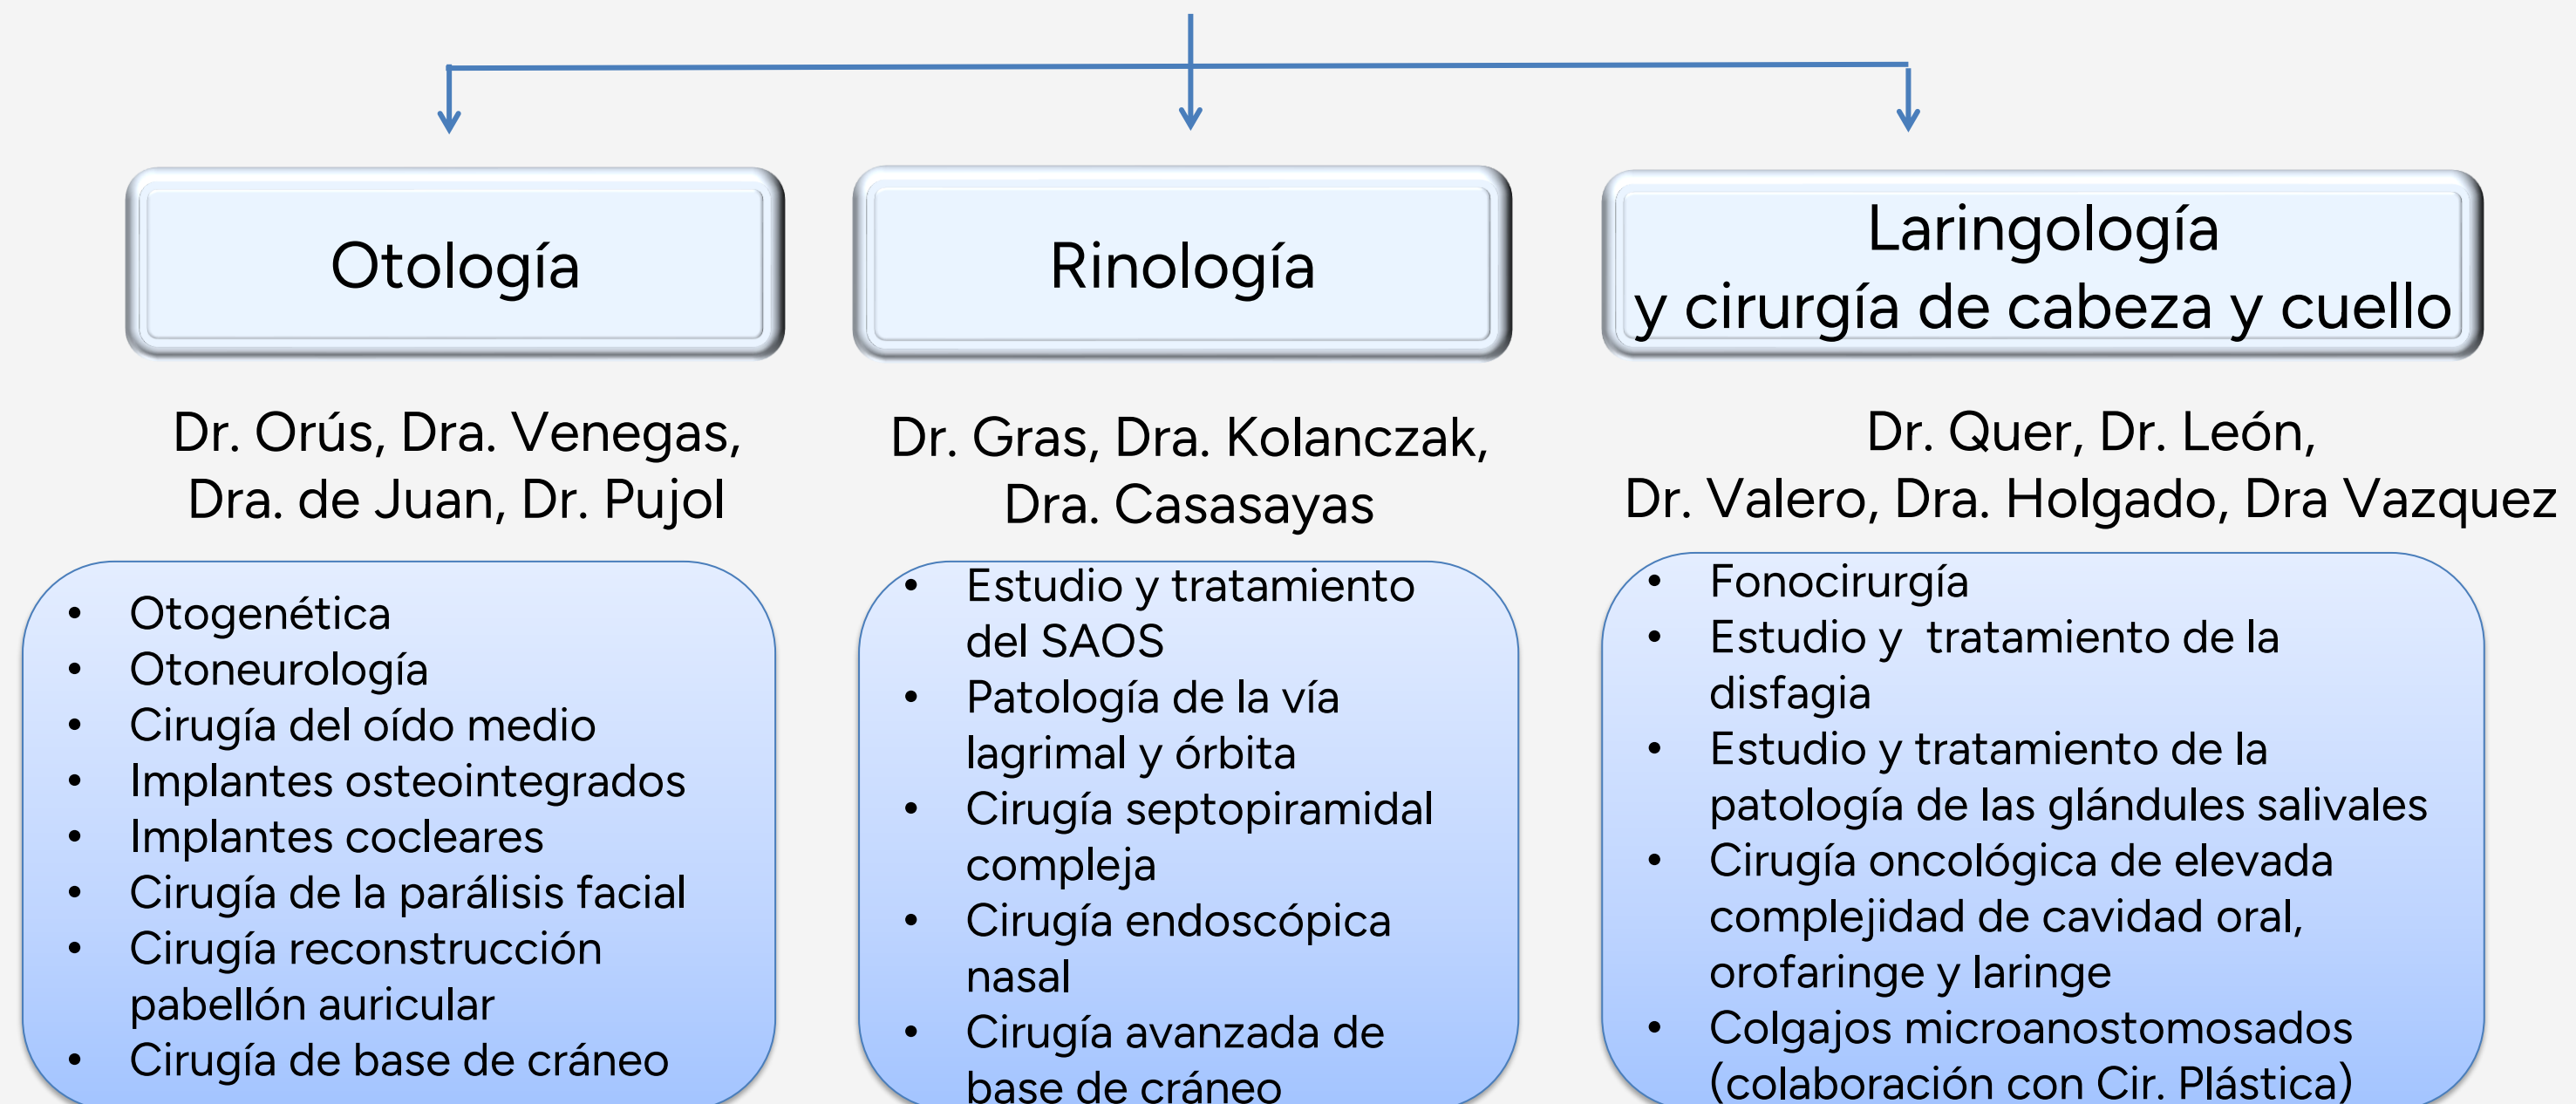 Otología
Dr. Orús, Dra. Venegas,
Dra. de Juan, Dr. Pujol
• Otogenética
• Otoneurología
• Cirugía del oído medio
• Implantes osteointegrados
• Implantes cocleares
• Cirugía de la parálisis facial
• Cirugía reconstrucción
pabellón auricular
• Cirugía de base de cráneo
Rinología
Dr. Gras, Dra. Kolanczak,
Dra. Casasayas
• Estudio y tratamiento
del SAOS
• Patología de la vía
lagrimal y órbita
• Cirugía septopiramidal
compleja
• Cirugía endoscópica
nasal
• Cirugía avanzada de
base de cráneo
Laringología
y cirurgía de cabeza y cuello
Dr. Quer, Dr. León,
Dr. Valero, Dra. Holgado, Dra Vazquez
• Fonocirurgía
• Estudio y  tratamiento de la
disfagia
• Estudio y tratamiento de la
patología de las glándules salivales
• Cirugía oncológica de elevada
complejidad de cavidad oral,
orofaringe y laringe
• Colgajos microanostomosados
(colaboración con Cir. Plástica)